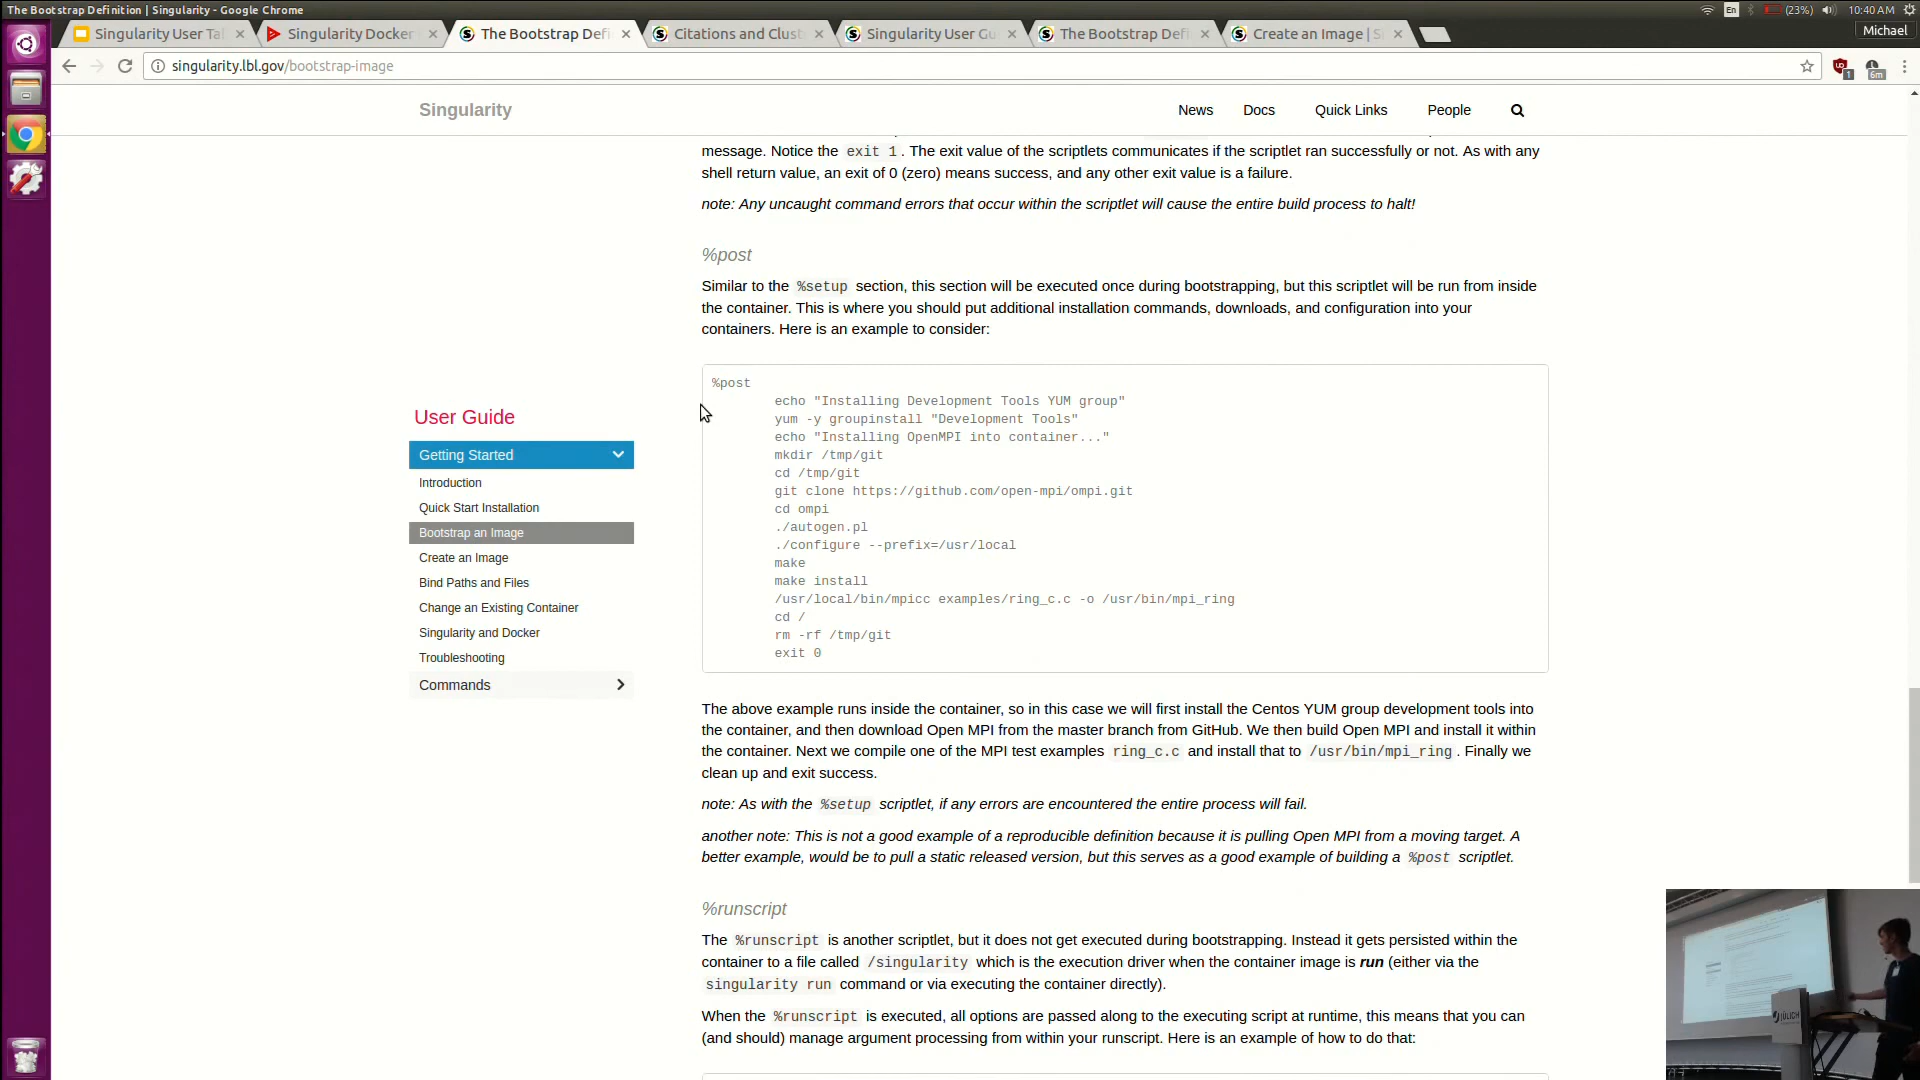 The Bootstrap Definition | Singularity - Google Chrome
En (23%) 10:40 AM
Singularity User Ta
Singularity Docker
The Bootstrap Defi
Citations and Clust
Singularity User Gu
The Bootstrap Defi
Create an Image | S
Michael
singularity.lbl.gov/bootstrap-image
1
6m
Singularity
News
Docs
Quick Links
People
message. Notice the exit 1. The exit value of the scriptlets communicates if the scriptlet ran successfully or not. As with any
shell return value, an exit of 0 (zero) means success, and any other exit value is a failure.
note: Any uncaught command errors that occur within the scriptlet will cause the entire build process to halt!
%post
Similar to the %setup section, this section will be executed once during bootstrapping, but this scriptlet will be run from inside
the container. This is where you should put additional installation commands, downloads, and configuration into your
containers. Here is an example to consider:
%post
echo "Installing Development Tools YUM group"
yum -y groupinstall "Development Tools"
echo "Installing OpenMPI into container..."
mkdir /tmp/git
cd /tmp/git
git clone https://github.com/open-mpi/ompi.git
cd ompi
./autogen.pl
./configure --prefix=/usr/local
make
make install
/usr/local/bin/mpicc examples/ring_c.c -o /usr/bin/mpi_ring
cd /
rm -rf /tmp/git
exit 0
User Guide
Getting Started
Introduction
Quick Start Installation
Bootstrap an Image
Create an Image
Bind Paths and Files
Change an Existing Container
Singularity and Docker
Troubleshooting
Commands
The above example runs inside the container, so in this case we will first install the Centos YUM group development tools into
the container, and then download Open MPI from the master branch from GitHub. We then build Open MPI and install it within
the container. Next we compile one of the MPI test examples ring_c.c and install that to /usr/bin/mpi_ring. Finally we
clean up and exit success.
note: As with the %setup scriptlet, if any errors are encountered the entire process will fail.
another note: This is not a good example of a reproducible definition because it is pulling Open MPI from a moving target. A
better example, would be to pull a static released version, but this serves as a good example of building a %post scriptlet.
%runscript
The %runscript is another scriptlet, but it does not get executed during bootstrapping. Instead it gets persisted within the
container to a file called /singularity which is the execution driver when the container image is run (either via the
singularity run command or via executing the container directly).
When the %runscript is executed, all options are passed along to the executing script at runtime, this means that you can
(and should) manage argument processing from within your runscript. Here is an example of how to do that:
JÜLICH